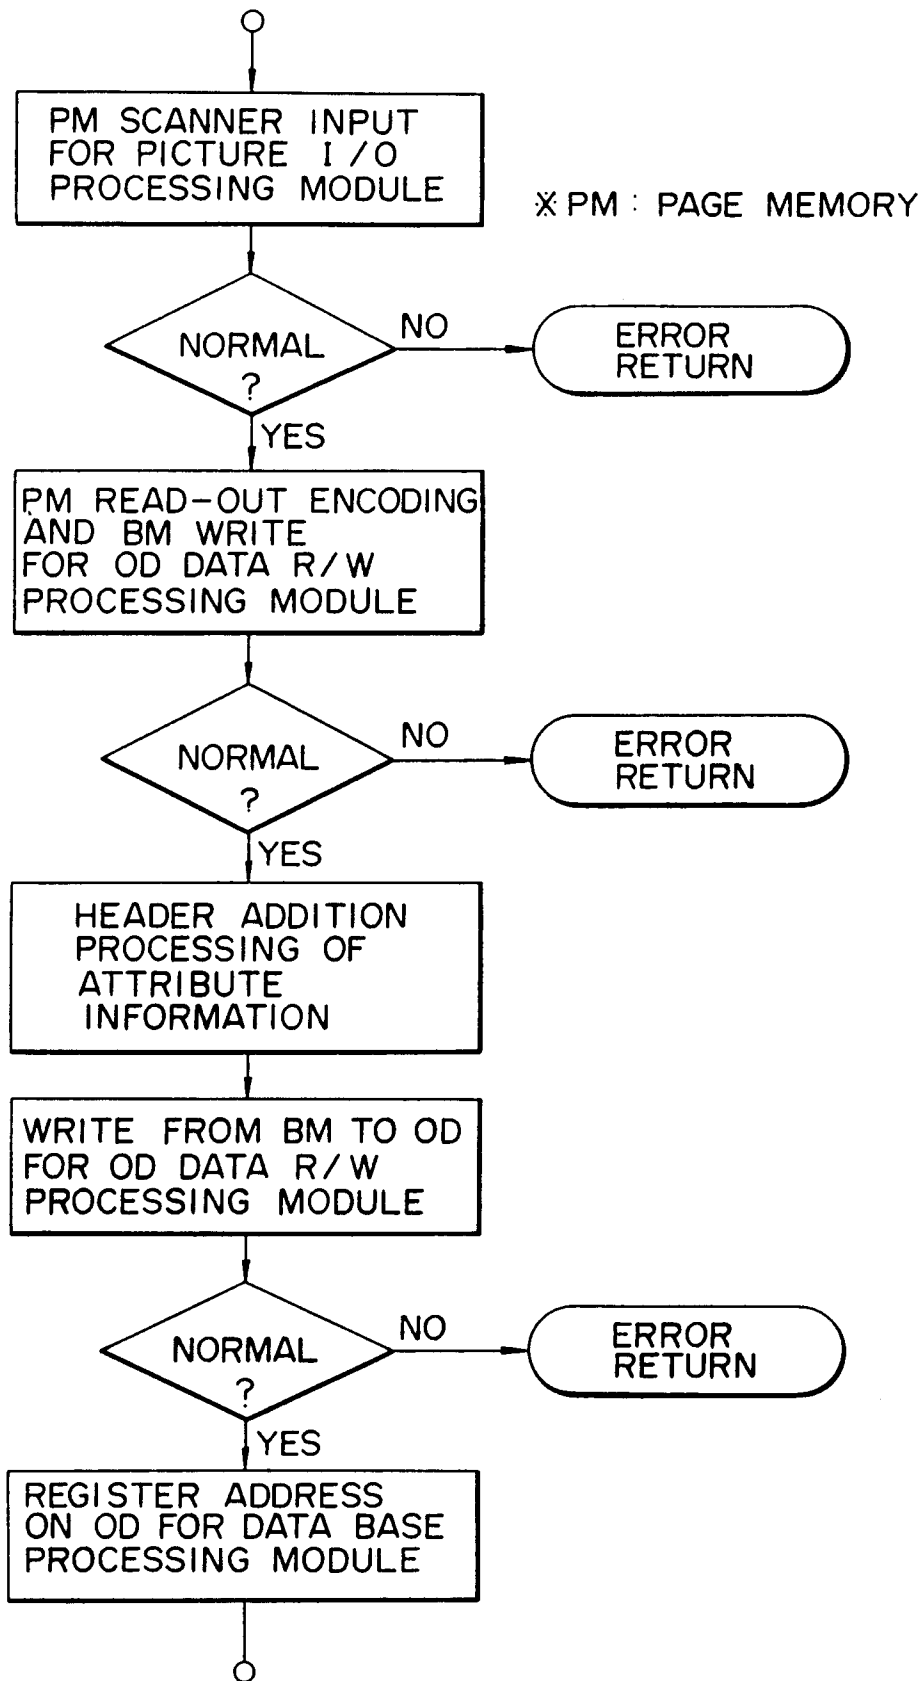 PM SCANNER INPUT
FOR PICTURE I/O
PROCESSING MODULE
※ PM : PAGE MEMORY
NORMAL
?
NO
ERROR
RETURN
YES
PM READ-OUT ENCODING
AND BM WRITE
FOR OD DATA R/W
PROCESSING MODULE
NORMAL
?
NO
ERROR
RETURN
YES
HEADER ADDITION
PROCESSING OF
ATTRIBUTE
INFORMATION
WRITE FROM BM TO OD
FOR OD DATA R/W
PROCESSING MODULE
NORMAL
?
NO
ERROR
RETURN
YES
REGISTER ADDRESS
ON OD FOR DATA BASE
PROCESSING MODULE